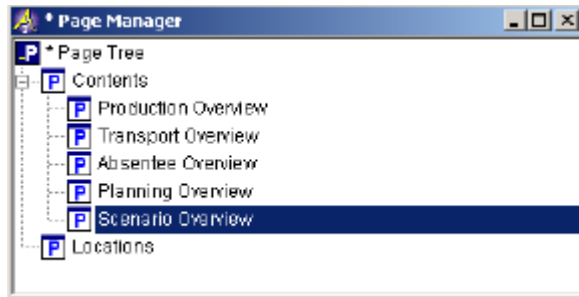 * Page Manager
P * Page Tree
P Contents
P Production Overview
P Transport Overview
P Absentee Overview
P Planning Overview
P Scenario Overview
P Locations